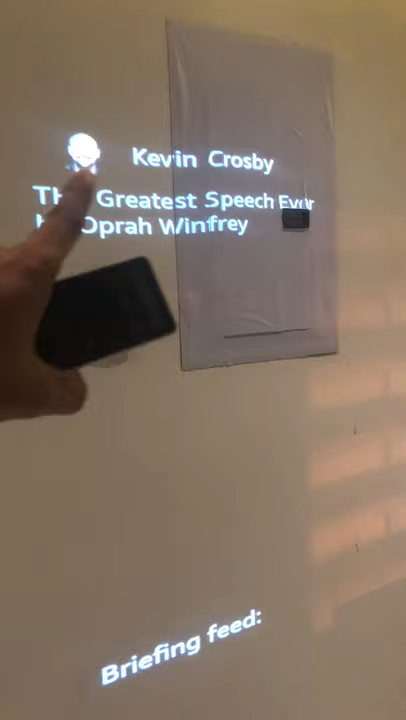 Kevin Crosby
Greatest Speech Ever
Oprah Winfrey
Briefing feed: